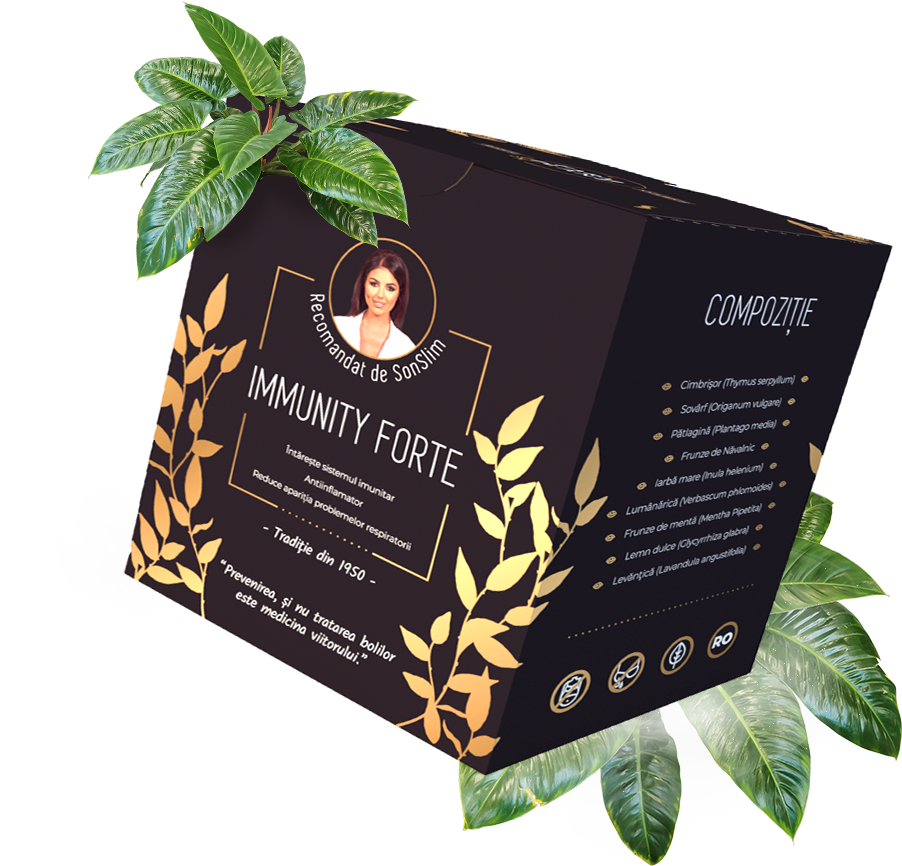 Recomandat de SonSlim
IMMUNITY FORTE
Întărește sistemul imunitar
Antiinflamator
Reduce apariția problemelor respiratorii
- Tradiție din 1950 -
“Prevenirea, și nu tratarea bolilor
este medicina viitorului.”
COMPOZIȚIE
Cimbrișor (Thymus serpyllum)
Sovârf (Origanum vulgare)
Pătlagină (Plantago media)
Frunze de Năvalnic
Iarbă mare (Inula helenium)
Lumânărică (Verbascum phlomoides)
Frunze de mentă (Mentha Pipetita)
Lemn dulce (Glycyrrhiza glabra)
Levănțică (Lavandula angustifolia)
RO